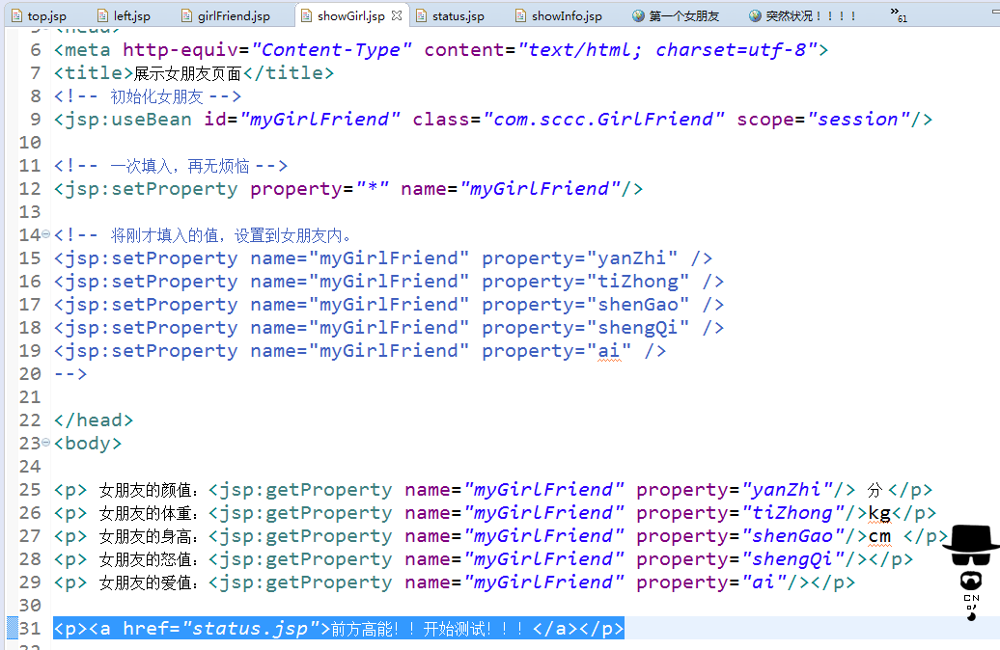 top.jsp left.jsp girlFriend.jsp showGirl.jsp status.jsp showInfo.jsp 第一个女朋友 突然状况！！！！ »61
6 <meta http-equiv="Content-Type" content="text/html; charset=utf-8">
7 <title>展示女朋友页面</title>
8 <!-- 初始化女朋友 -->
9 <jsp:useBean id="myGirlFriend" class="com.sccc.GirlFriend" scope="session"/>
10
11 <!-- 一次填入，再无烦恼 -->
12 <jsp:setProperty property="*" name="myGirlFriend"/>
13
14 <!-- 将刚才填入的值，设置到女朋友内。
15 <jsp:setProperty name="myGirlFriend" property="yanZhi" />
16 <jsp:setProperty name="myGirlFriend" property="tiZhong" />
17 <jsp:setProperty name="myGirlFriend" property="shenGao" />
18 <jsp:setProperty name="myGirlFriend" property="shengQi" />
19 <jsp:setProperty name="myGirlFriend" property="ai" />
20 -->
21
22 </head>
23 <body>
24
25 <p> 女朋友的颜值：<jsp:getProperty name="myGirlFriend" property="yanZhi"/> 分</p>
26 <p> 女朋友的体重：<jsp:getProperty name="myGirlFriend" property="tiZhong"/>kg</p>
27 <p> 女朋友的身高：<jsp:getProperty name="myGirlFriend" property="shenGao"/>cm </p>
28 <p> 女朋友的怒值：<jsp:getProperty name="myGirlFriend" property="shengQi"/></p>
29 <p> 女朋友的爱值：<jsp:getProperty name="myGirlFriend" property="ai"/></p>
CN
30
31 <p><a href="status.jsp">前方高能！！开始测试！！！</a></p>